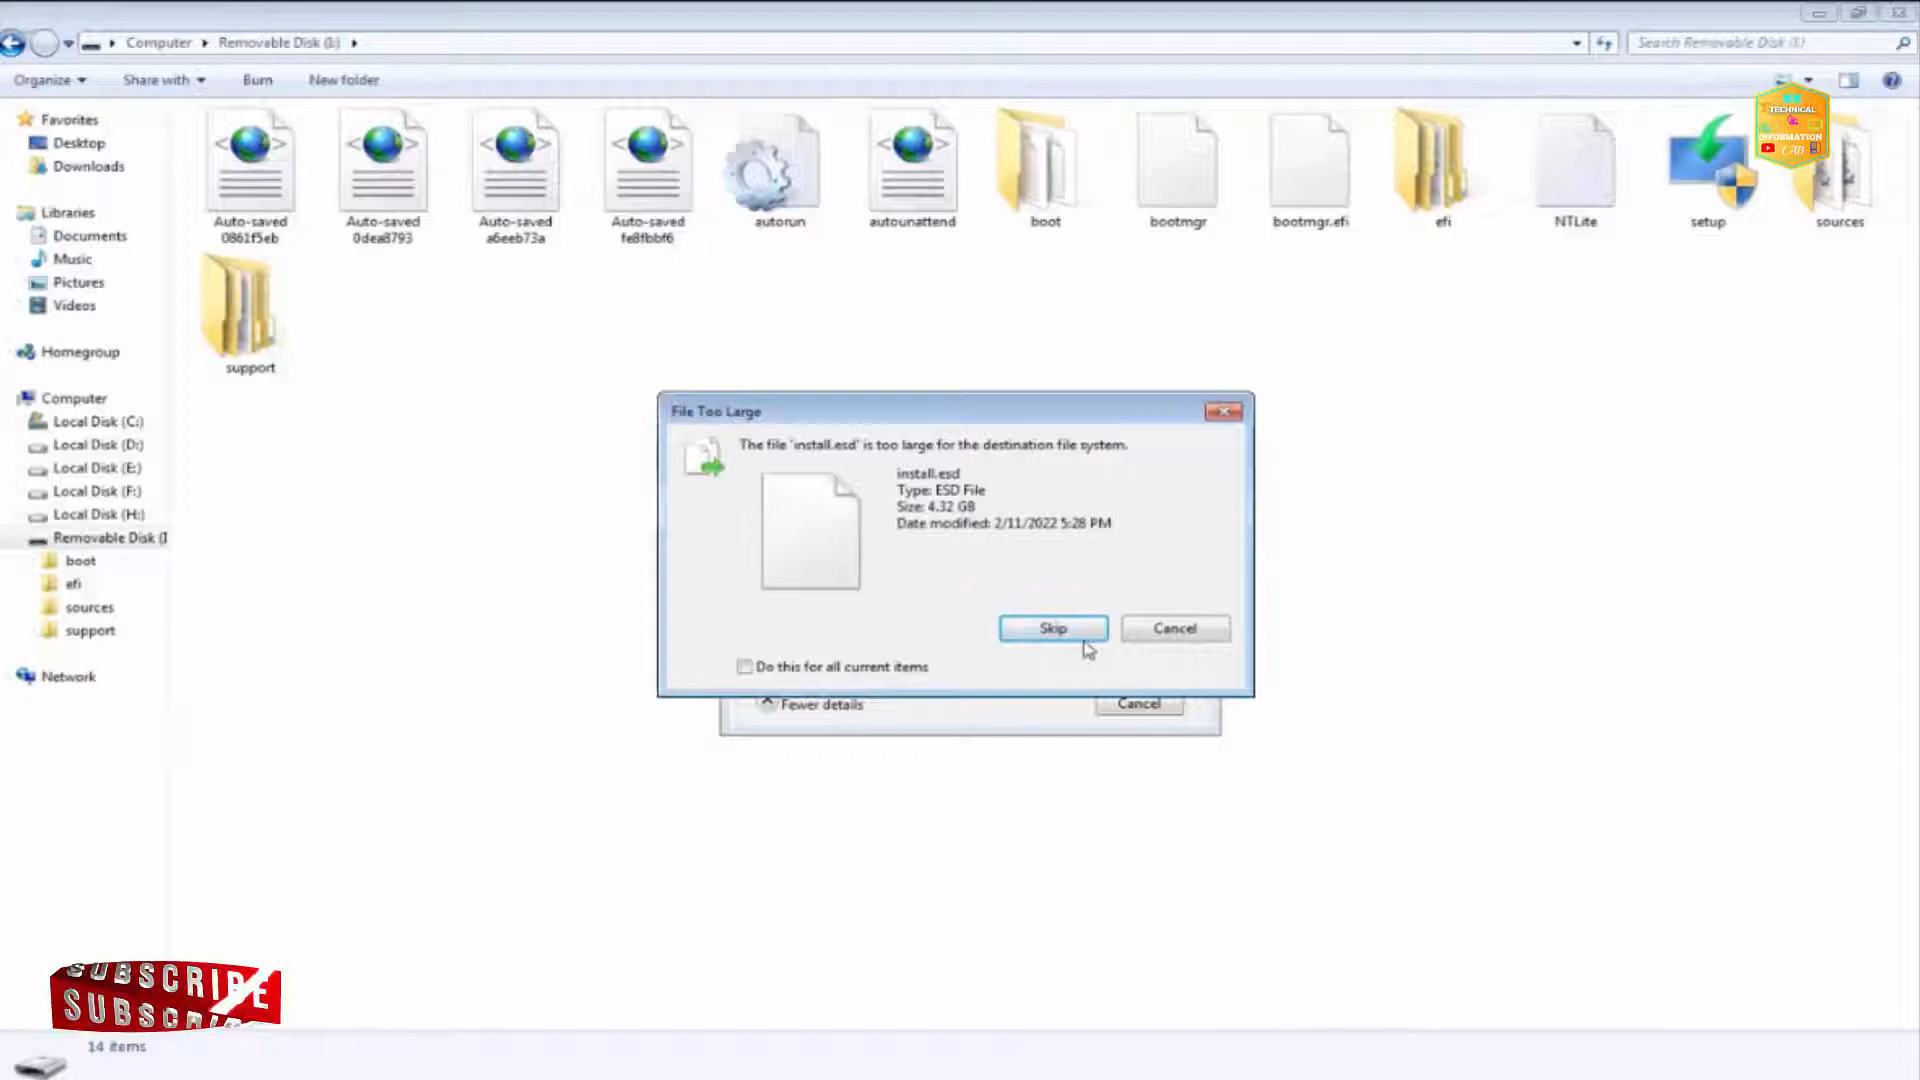 Computer
Removable Disk (I:)
Search Removable Disk (I:)
Organize
Share with
Burn
New folder
TECHNICAL
INFORMATION
LAB
Favorites
Desktop
Downloads
Libraries
Documents
Music
Pictures
Videos
Homegroup
Computer
Local Disk (C:)
Local Disk (D:)
Local Disk (E:)
Local Disk (F:)
Local Disk (H:)
Removable Disk (I
boot
efi
sources
support
Network
Auto-saved
0861f5eb
Auto-saved
0dea8793
Auto-saved
a6eeb73a
Auto-saved
fe8fbbf6
autorun
autounattend
boot
bootmgr
bootmgr.efi
efi
NTLite
setup
sources
support
File Too Large
The file 'install.esd' is too large for the destination file system.
install.esd
Type: ESD File
Size: 4.32 GB
Date modified: 2/11/2022 5:28 PM
Skip
Cancel
Do this for all current items
Fewer details
Cancel
SUBSCRIBE
SUBSCRI
14 items